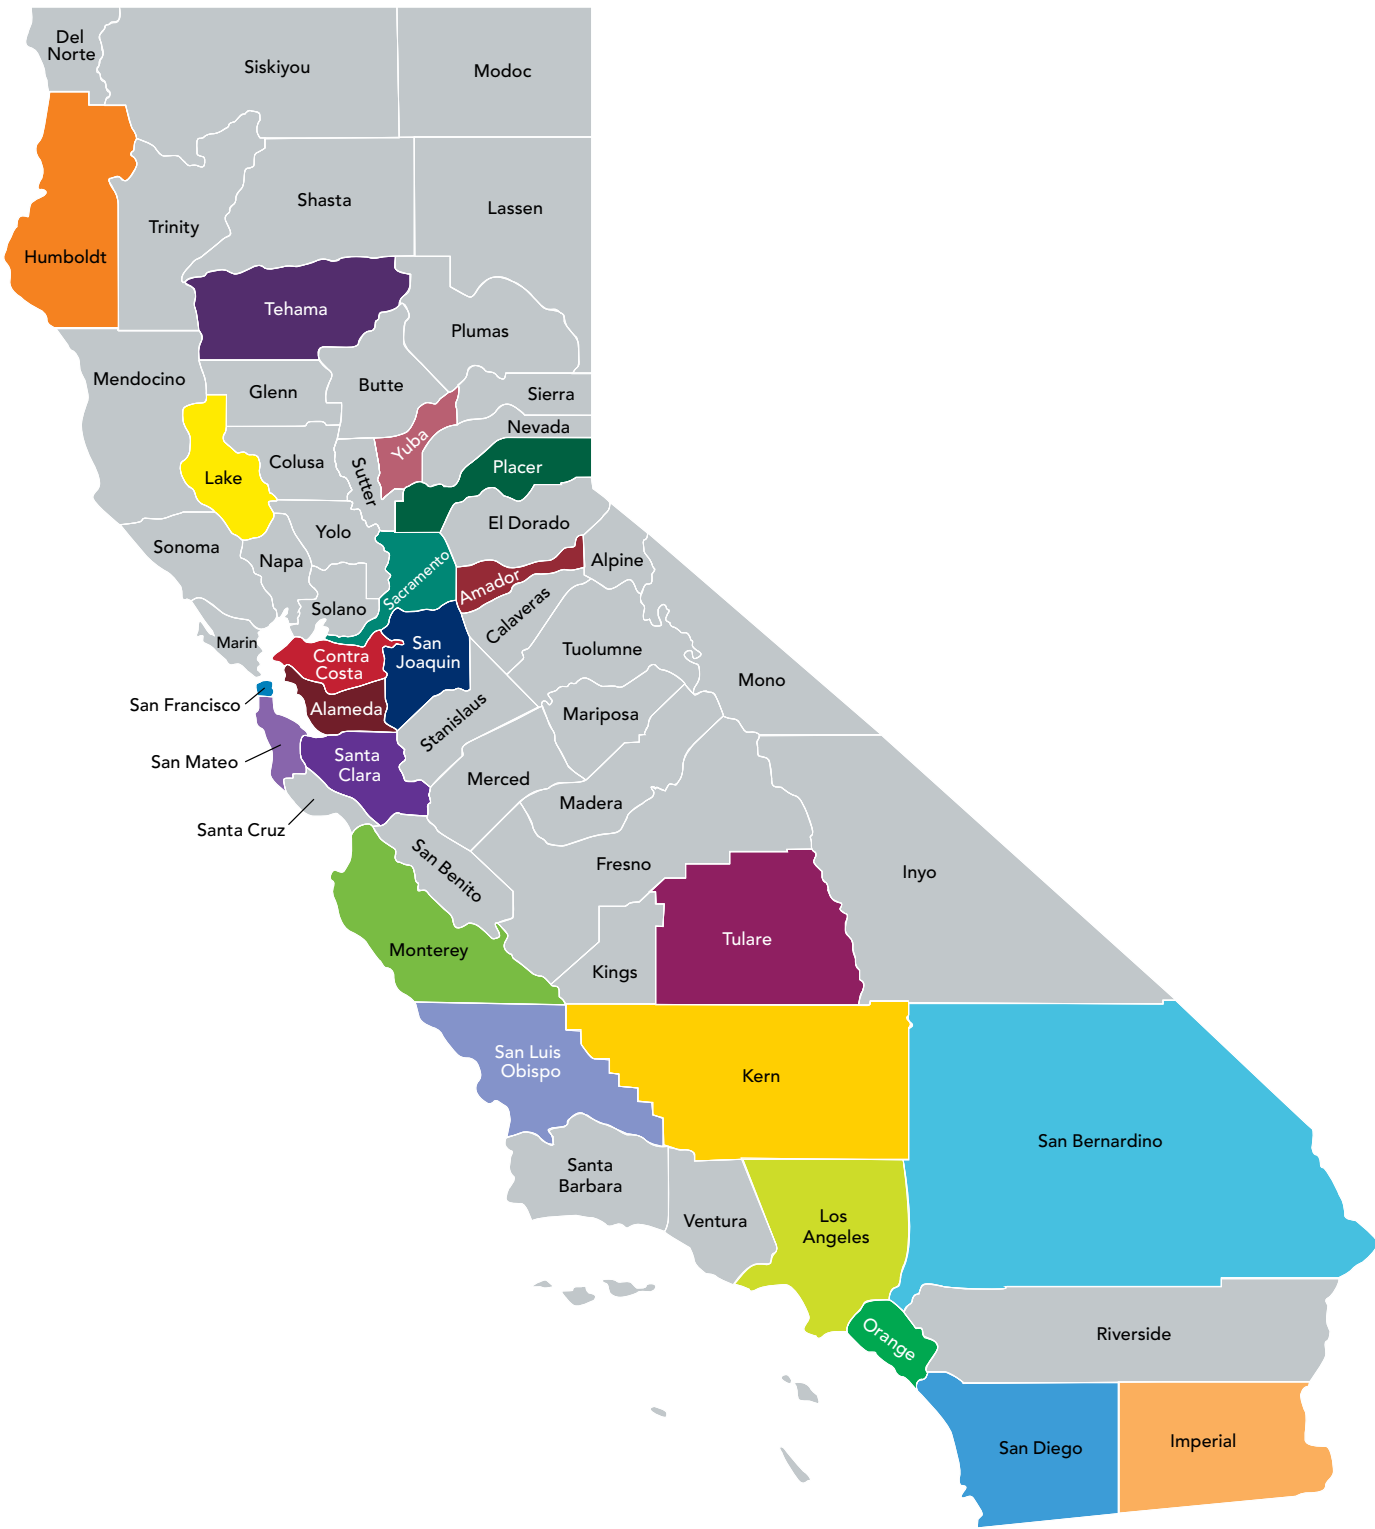 Del
Norte
Siskiyou
Modoc
Shasta
Lassen
Trinity
Humboldt
Tehama
Plumas
Mendocino
Glenn
Butte
Sierra
Nevada
Yuba
Colusa
Sutter
Placer
Lake
El Dorado
Yolo
Sonoma
Napa
Sacramento
Alpine
Amador
Solano
Calaveras
Marin
Contra
Costa
San
Joaquin
Tuolumne
Mono
San Francisco
Alameda
Stanislaus
Mariposa
San Mateo
Santa
Clara
Merced
Madera
Santa Cruz
San Benito
Fresno
Inyo
Monterey
Kings
Tulare
San Luis
Obispo
Kern
San Bernardino
Santa
Barbara
Ventura
Los
Angeles
Orange
Riverside
San Diego
Imperial